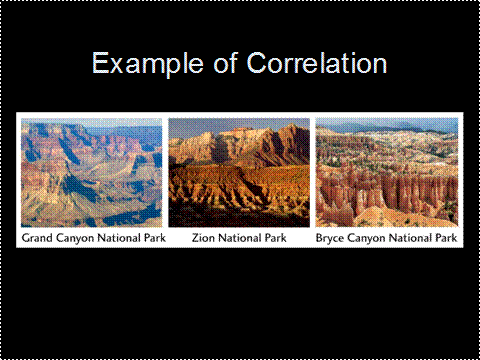 Example of Correlation
Grand Canyon National Park
Zion National Park
Bryce Canyon National Park